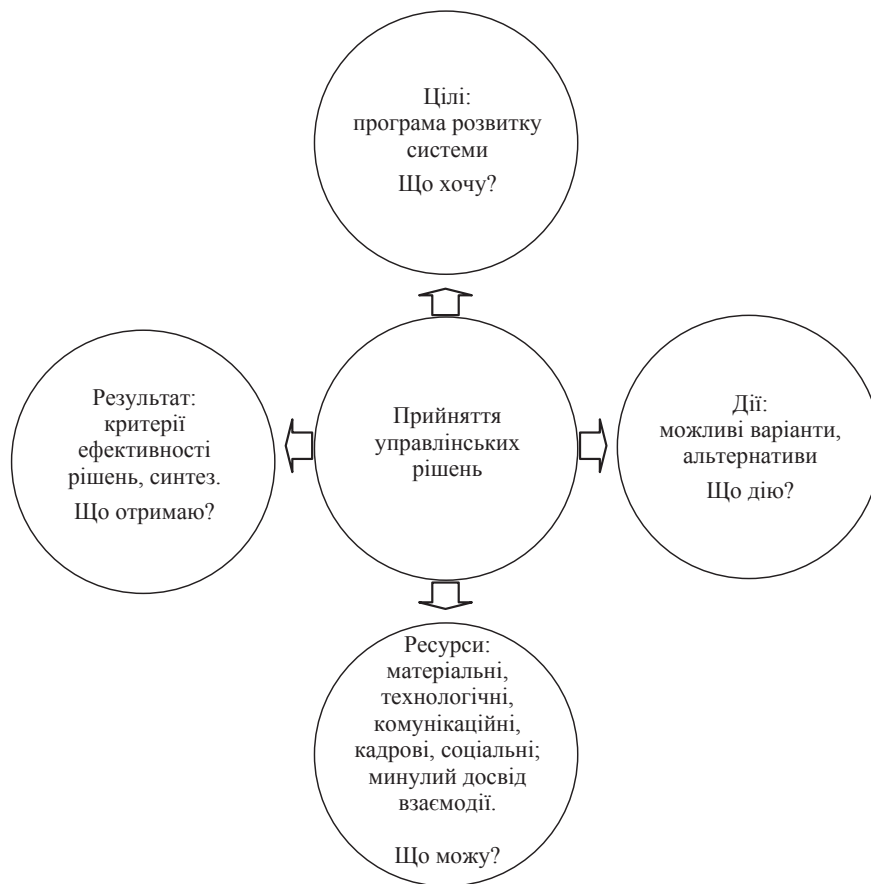 Цілі:
програма розвитку
системи
Що хочу?
Результат:
критерії
ефективності
рішень, синтез.
Що отримаю?
Прийняття
управлінських
рішень
Дії:
можливі варіанти,
альтернативи
Що дію?
Ресурси:
матеріальні,
технологічні,
комунікаційні,
кадрові, соціальні;
минулий досвід
взаємодії.
Що можу?